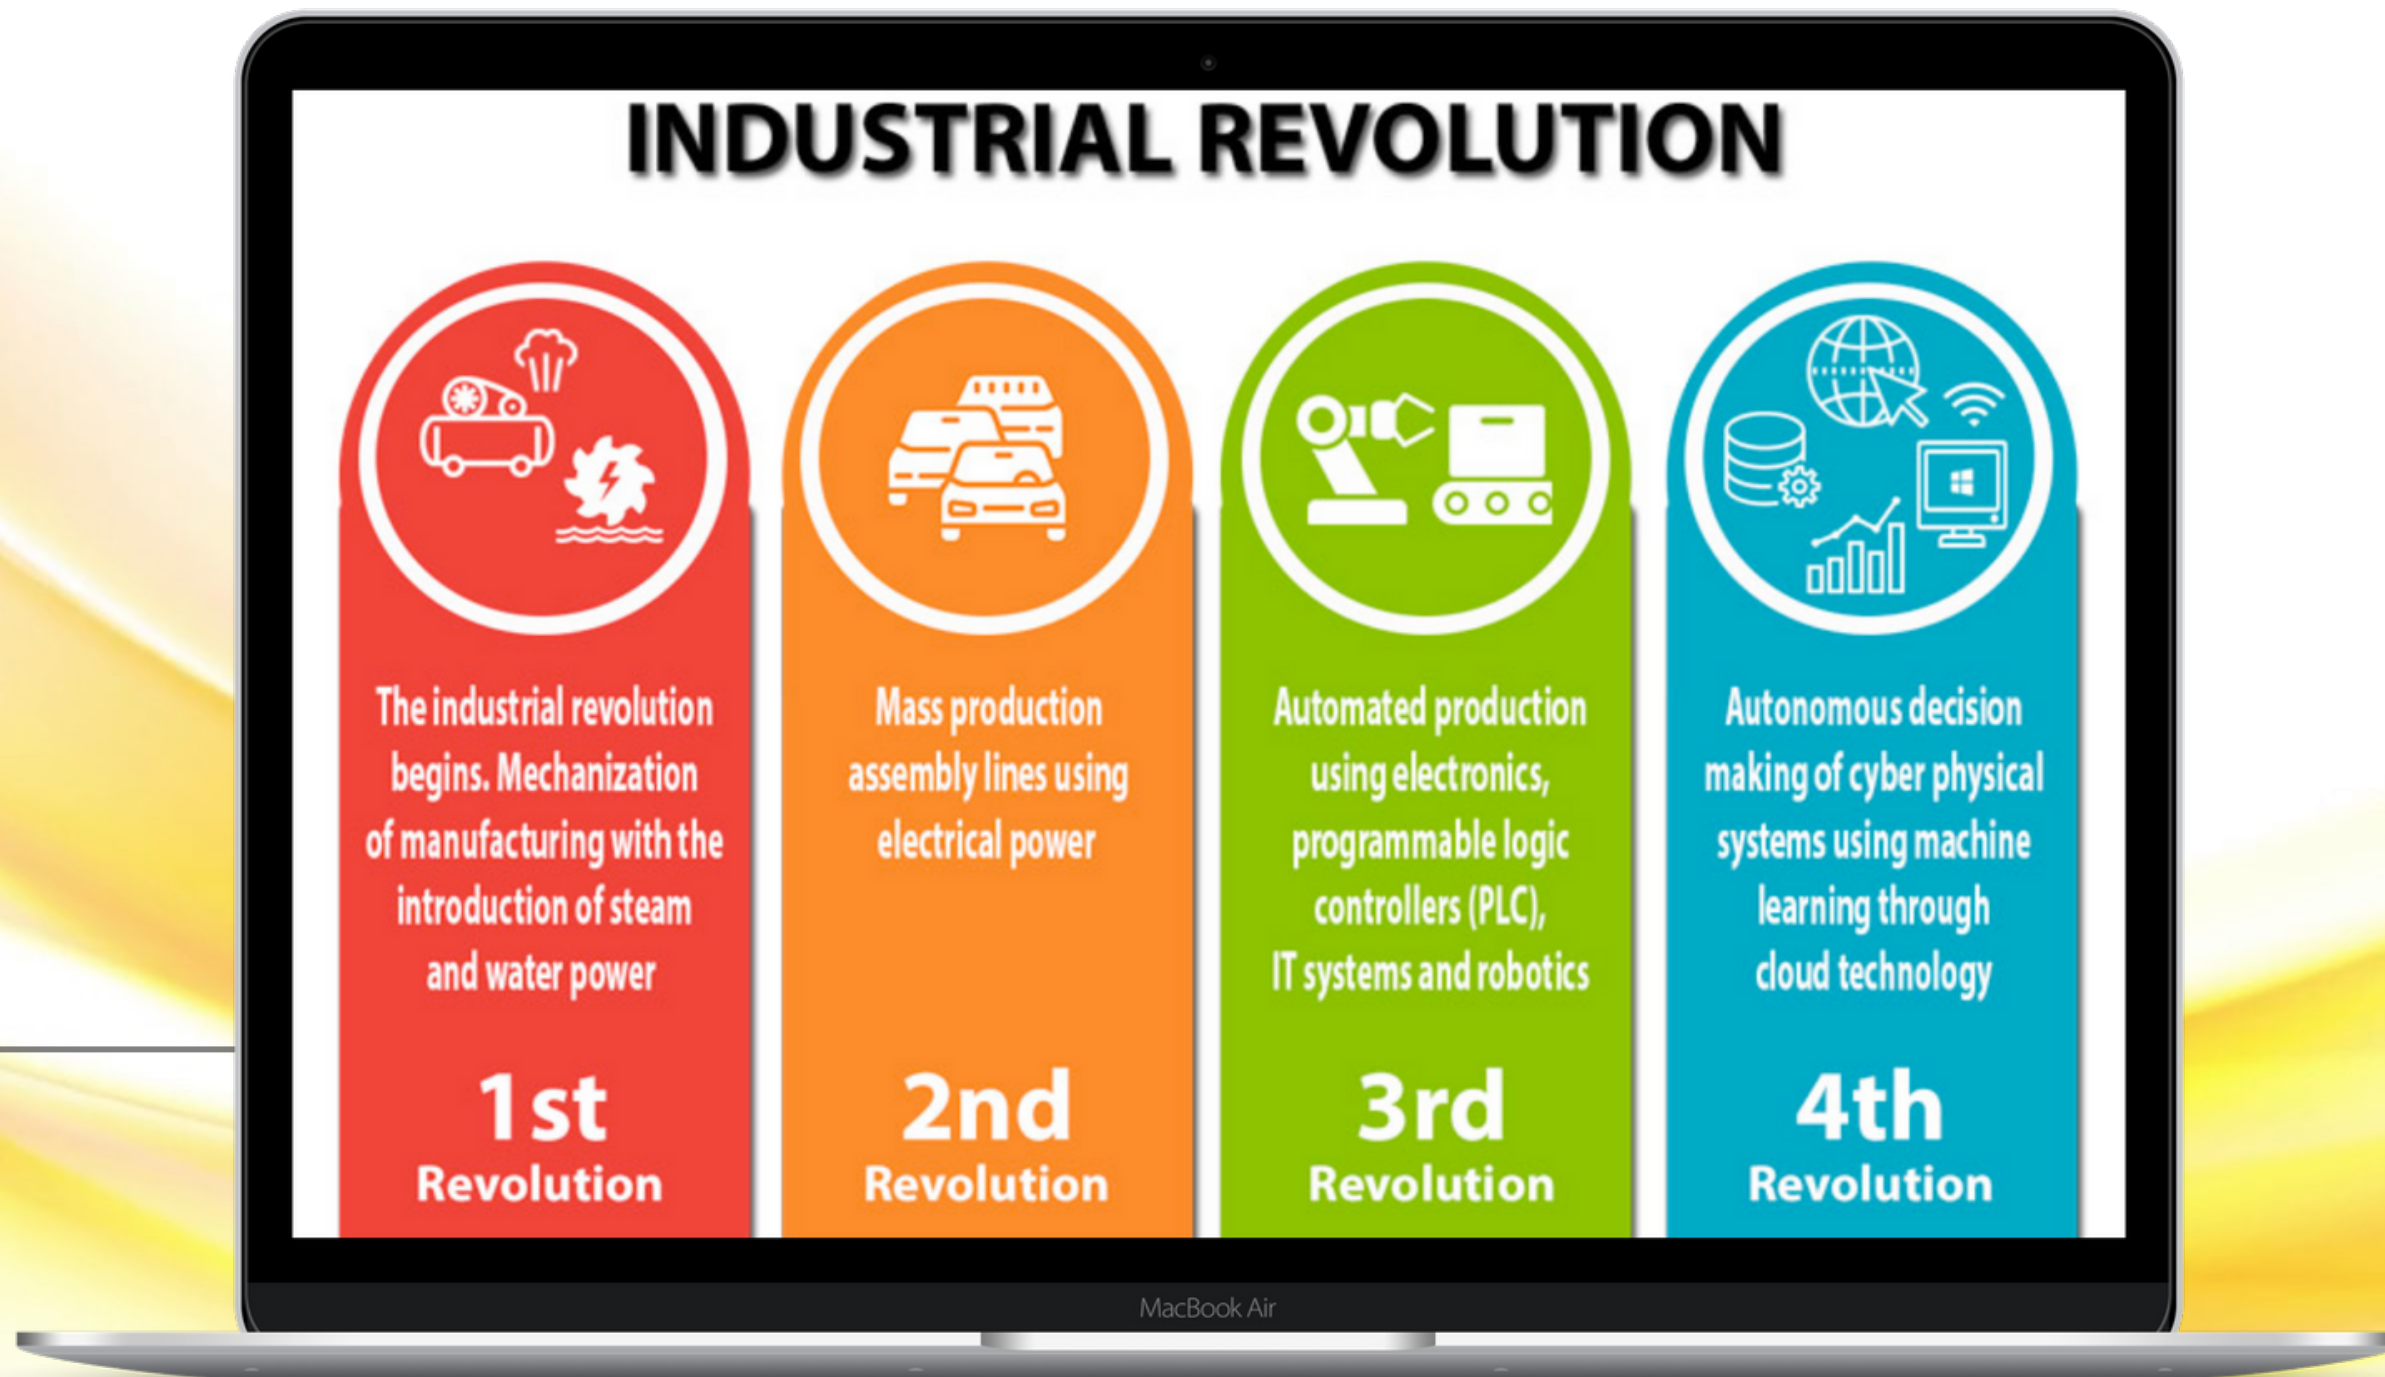 INDUSTRIAL REVOLUTION
The industrial revolution
begins. Mechanization
of manufacturing with the
introduction of steam
and water power
1st
Revolution
Mass production
assembly lines using
electrical power
2nd
Revolution
Automated production
using electronics,
programmable logic
controllers (PLC),
IT systems and robotics
3rd
Revolution
Autonomous decision
making of cyber physical
systems using machine
learning through
cloud technology
4th
Revolution
MacBook Air